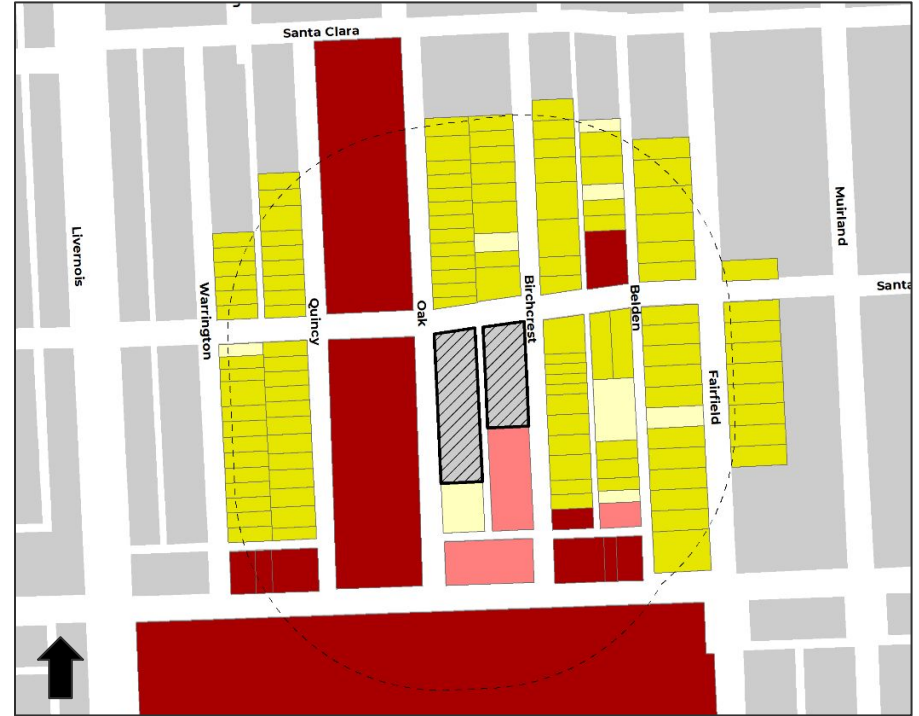 Santa Clara
Livernois
Warrington
Quincy
Oak
Birchcrest
Belden
Fairfield
Muirland
Santa